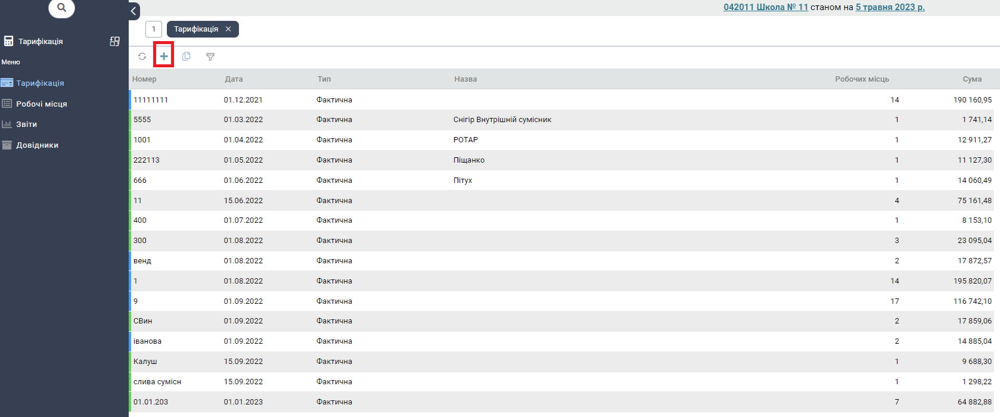 042011 Школа № 11 станом на 5 травня 2023 р.
1 Тарифікація
Тарифікація
Меню
Тарифікація
Робочі місця
Звіти
Довідники
Номер Дата Тип Назва Робочих місць Сума
11111111 01.12.2021 Фактична 14 190 160,95
5555 01.03.2022 Фактична Снігір Внутрішній сумісник 1 1 741,14
1001 01.04.2022 Фактична РОТАР 1 12 911,27
222113 01.05.2022 Фактична Піщанко 1 11 127,30
666 01.06.2022 Фактична Пітух 1 14 060,49
11 15.06.2022 Фактична 4 75 161,48
400 01.07.2022 Фактична 1 8 153,10
300 01.08.2022 Фактична 3 23 095,04
венд 01.08.2022 Фактична 2 17 872,57
1 01.08.2022 Фактична 14 195 820,07
9 01.09.2022 Фактична 17 116 742,10
СВин 01.09.2022 Фактична 2 17 859,06
іванова 01.09.2022 Фактична 2 14 885,04
Калуш 15.09.2022 Фактична 1 9 688,30
слива сумісн 15.09.2022 Фактична 1 1 298,22
01.01.203 01.01.2023 Фактична 7 64 882,88